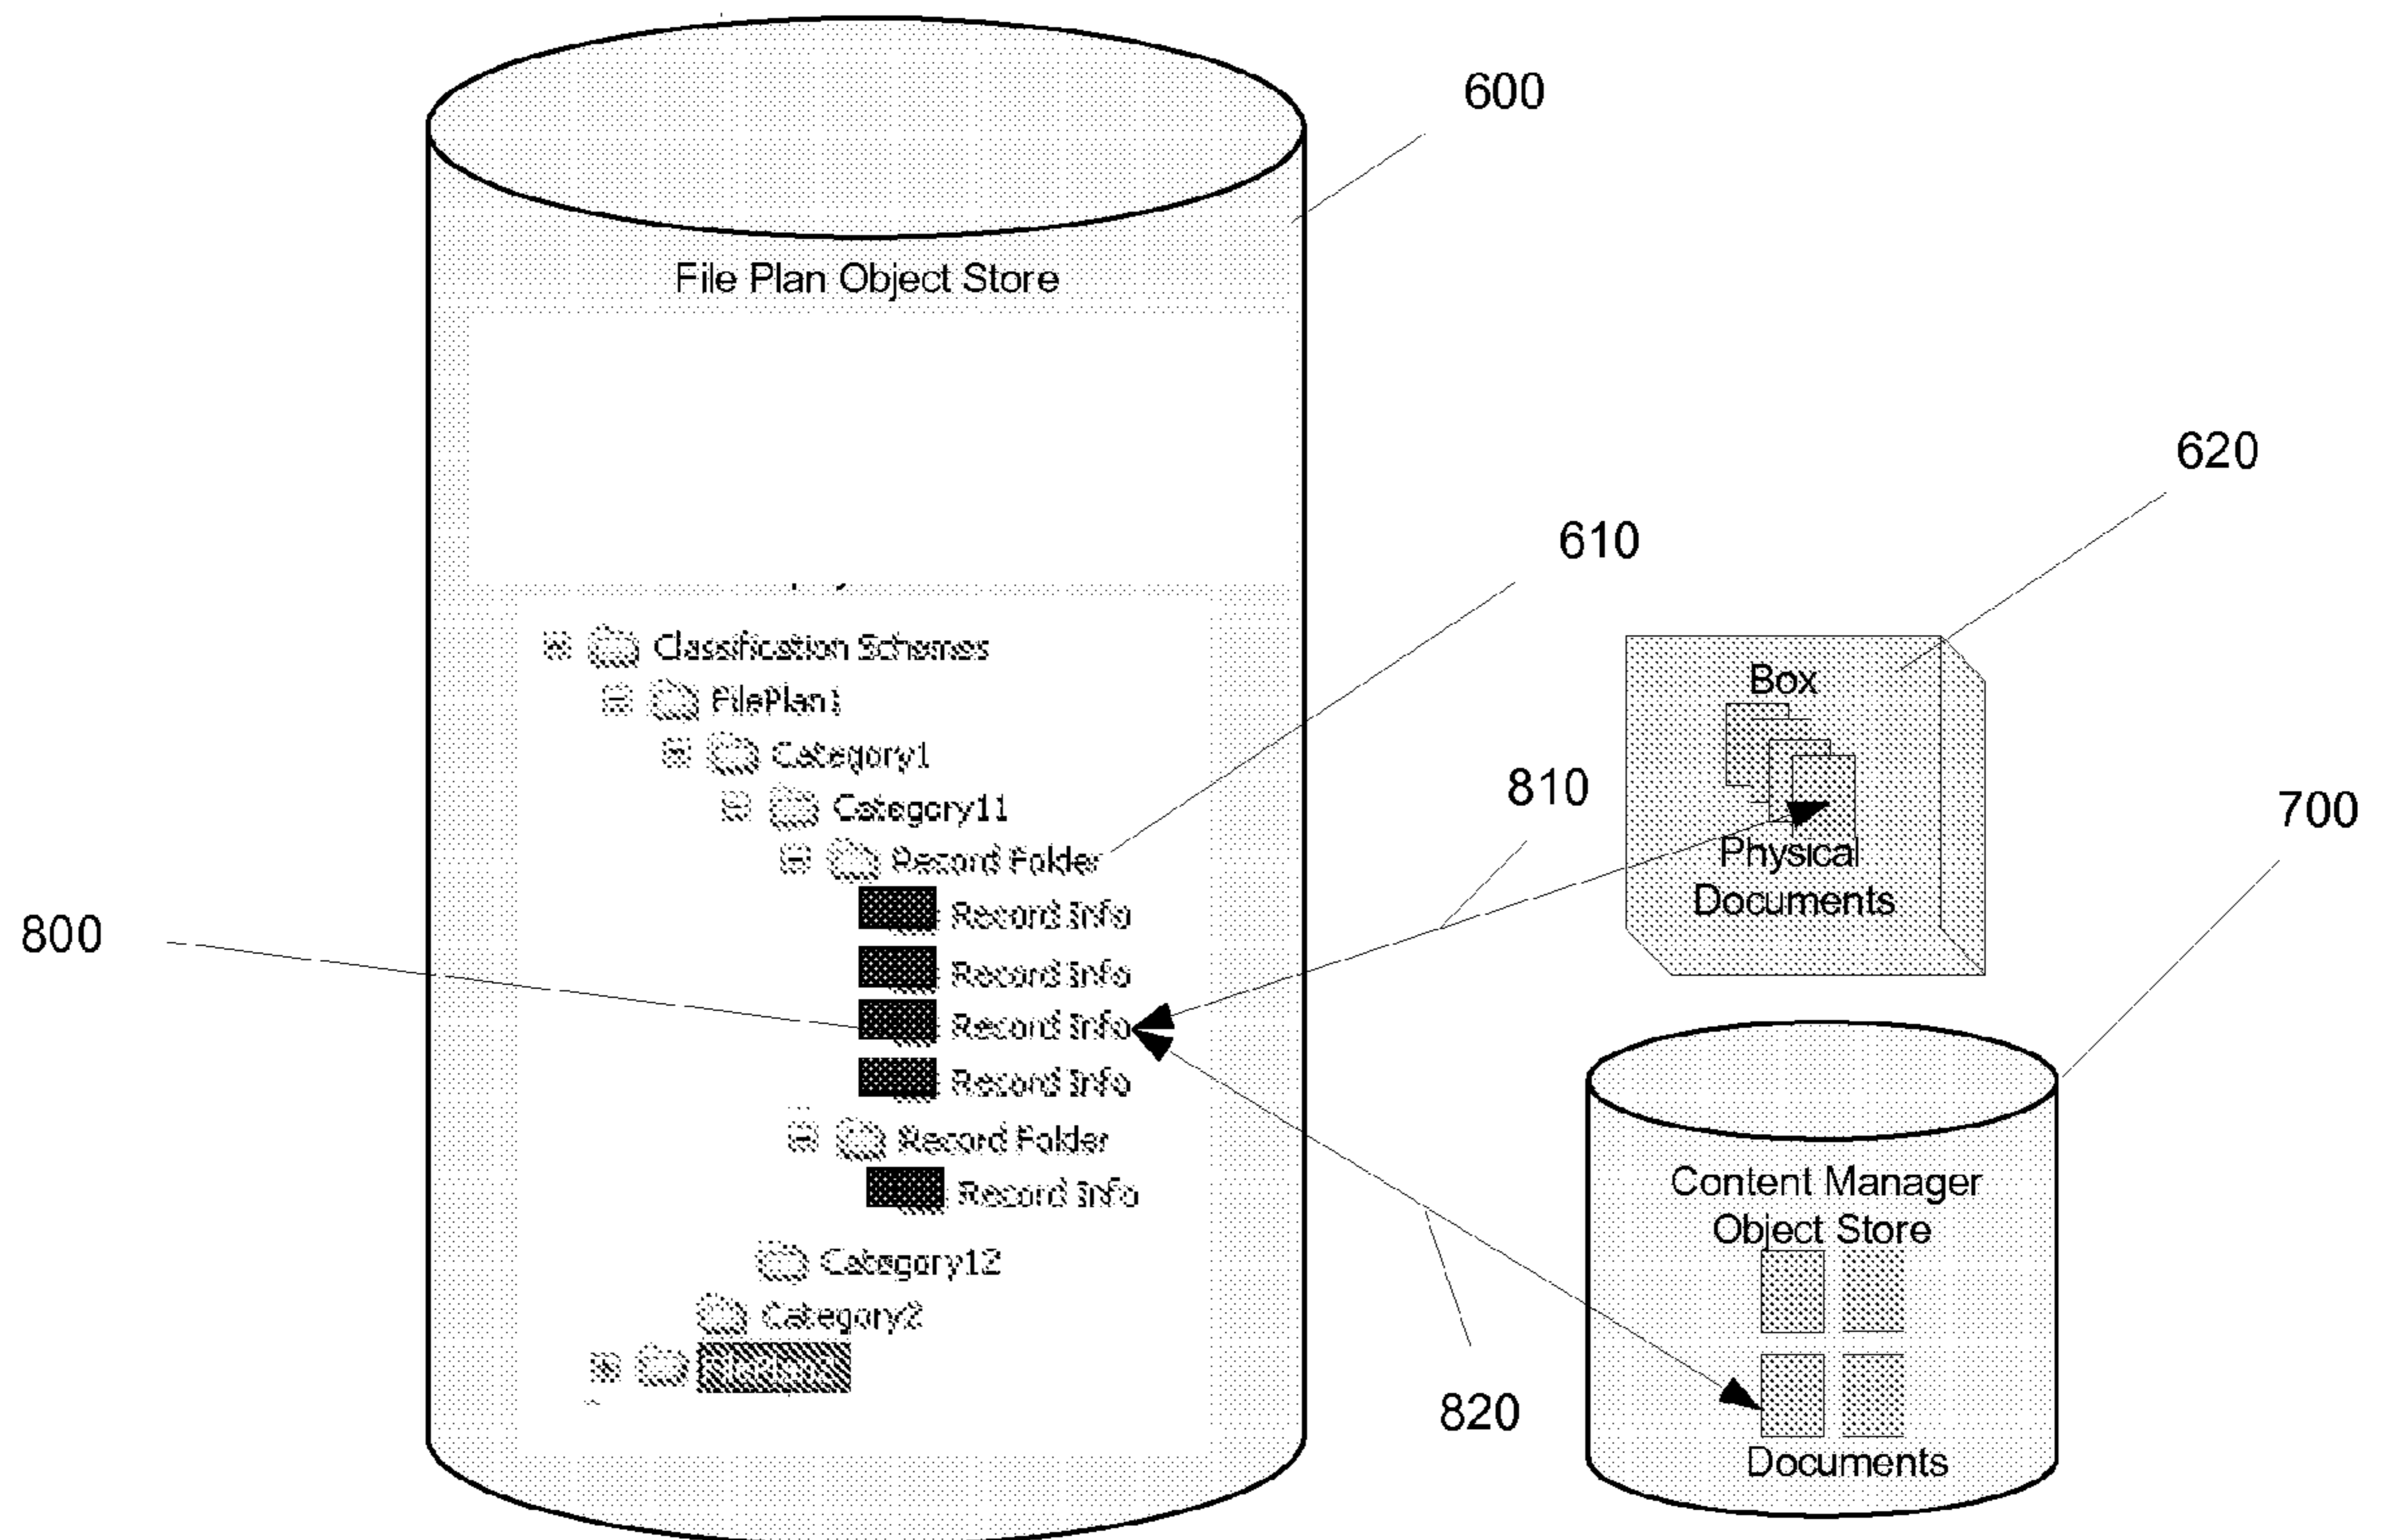 600
File Plan Object Store
620
610
Classification Schemes
FilePlan1
Category1
Category11
Record Folder
Record Info
Record Info
Record Info
Record Info
Record Folder
Record Info
Category12
Category2
800
810
Box
Physical
Documents
700
Content Manager
Object Store
Documents
820